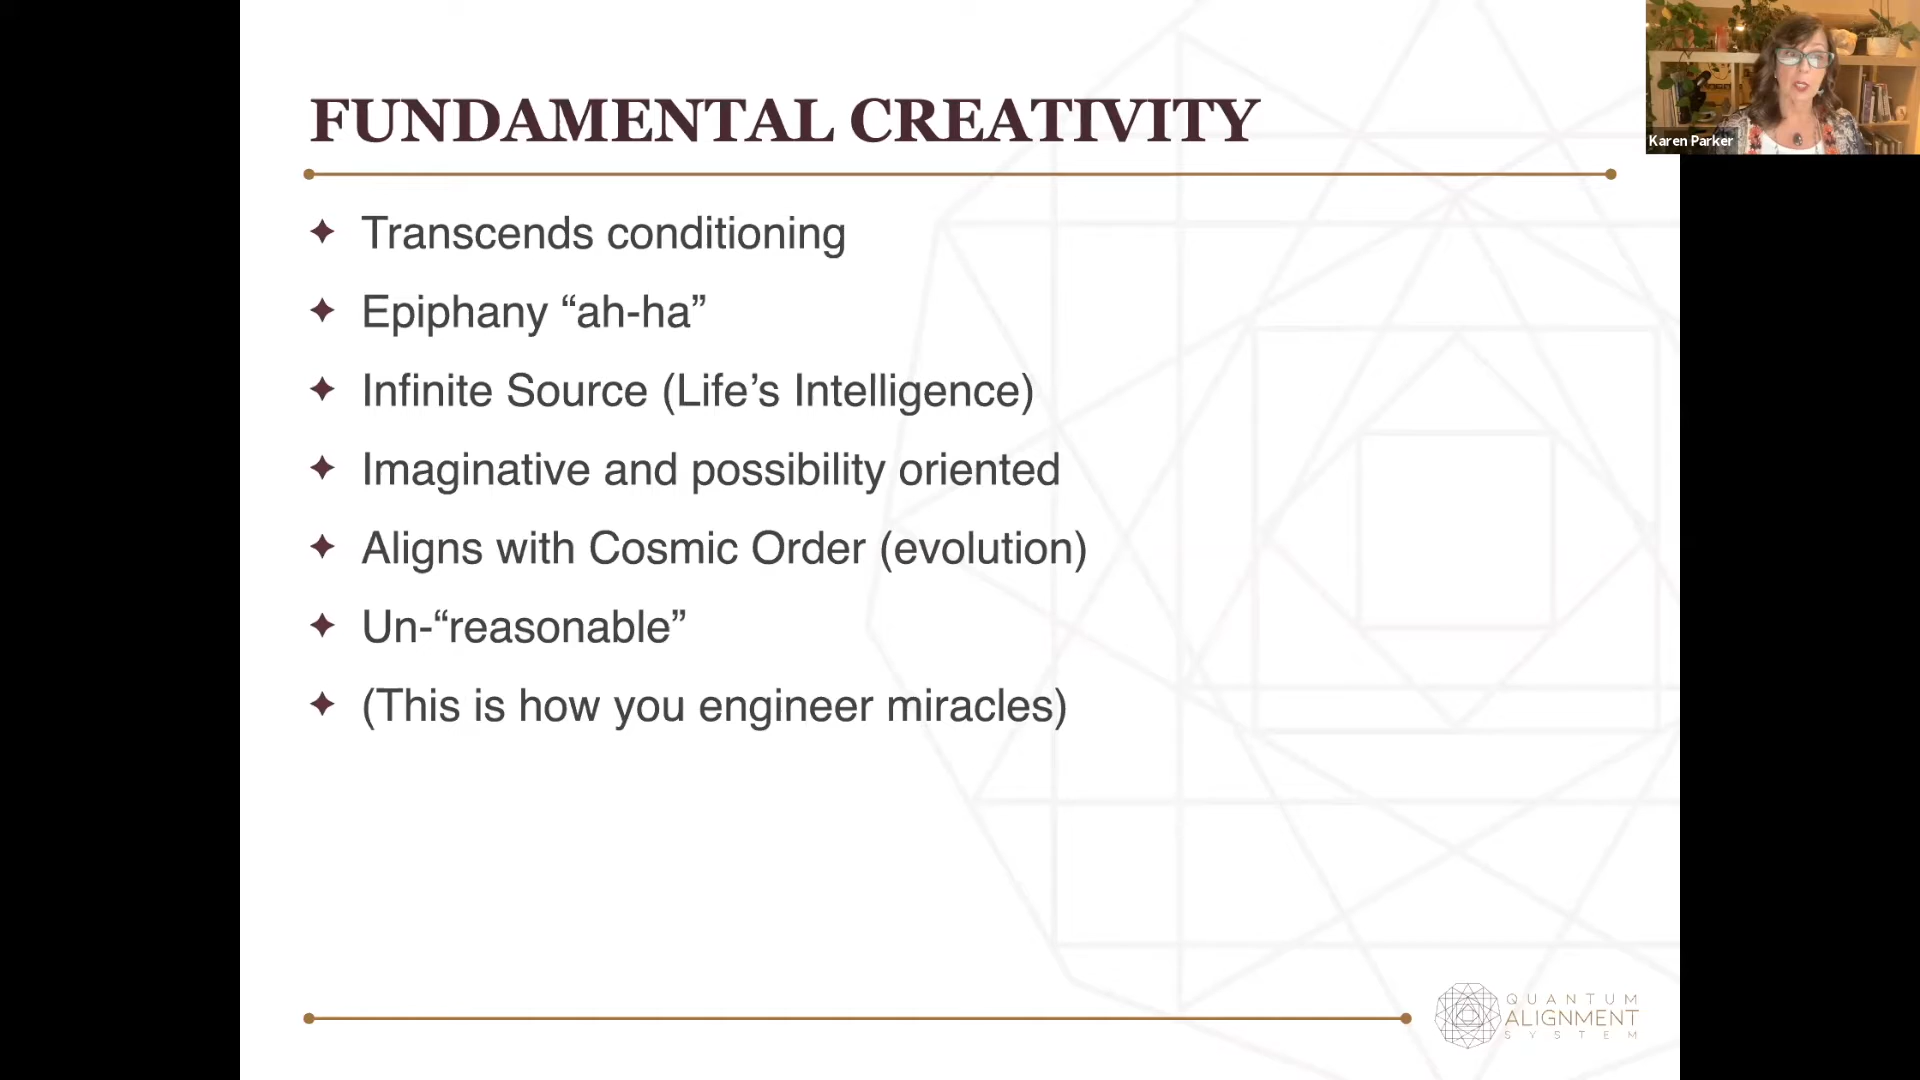 FUNDAMENTAL CREATIVITY
Karen Parker
Transcends conditioning
Epiphany “ah-ha”
Infinite Source (Life’s Intelligence)
Imaginative and possibility oriented
Aligns with Cosmic Order (evolution)
Un-“reasonable”
(This is how you engineer miracles)
QUANTUM
ALIGNMENT
SYSTEM